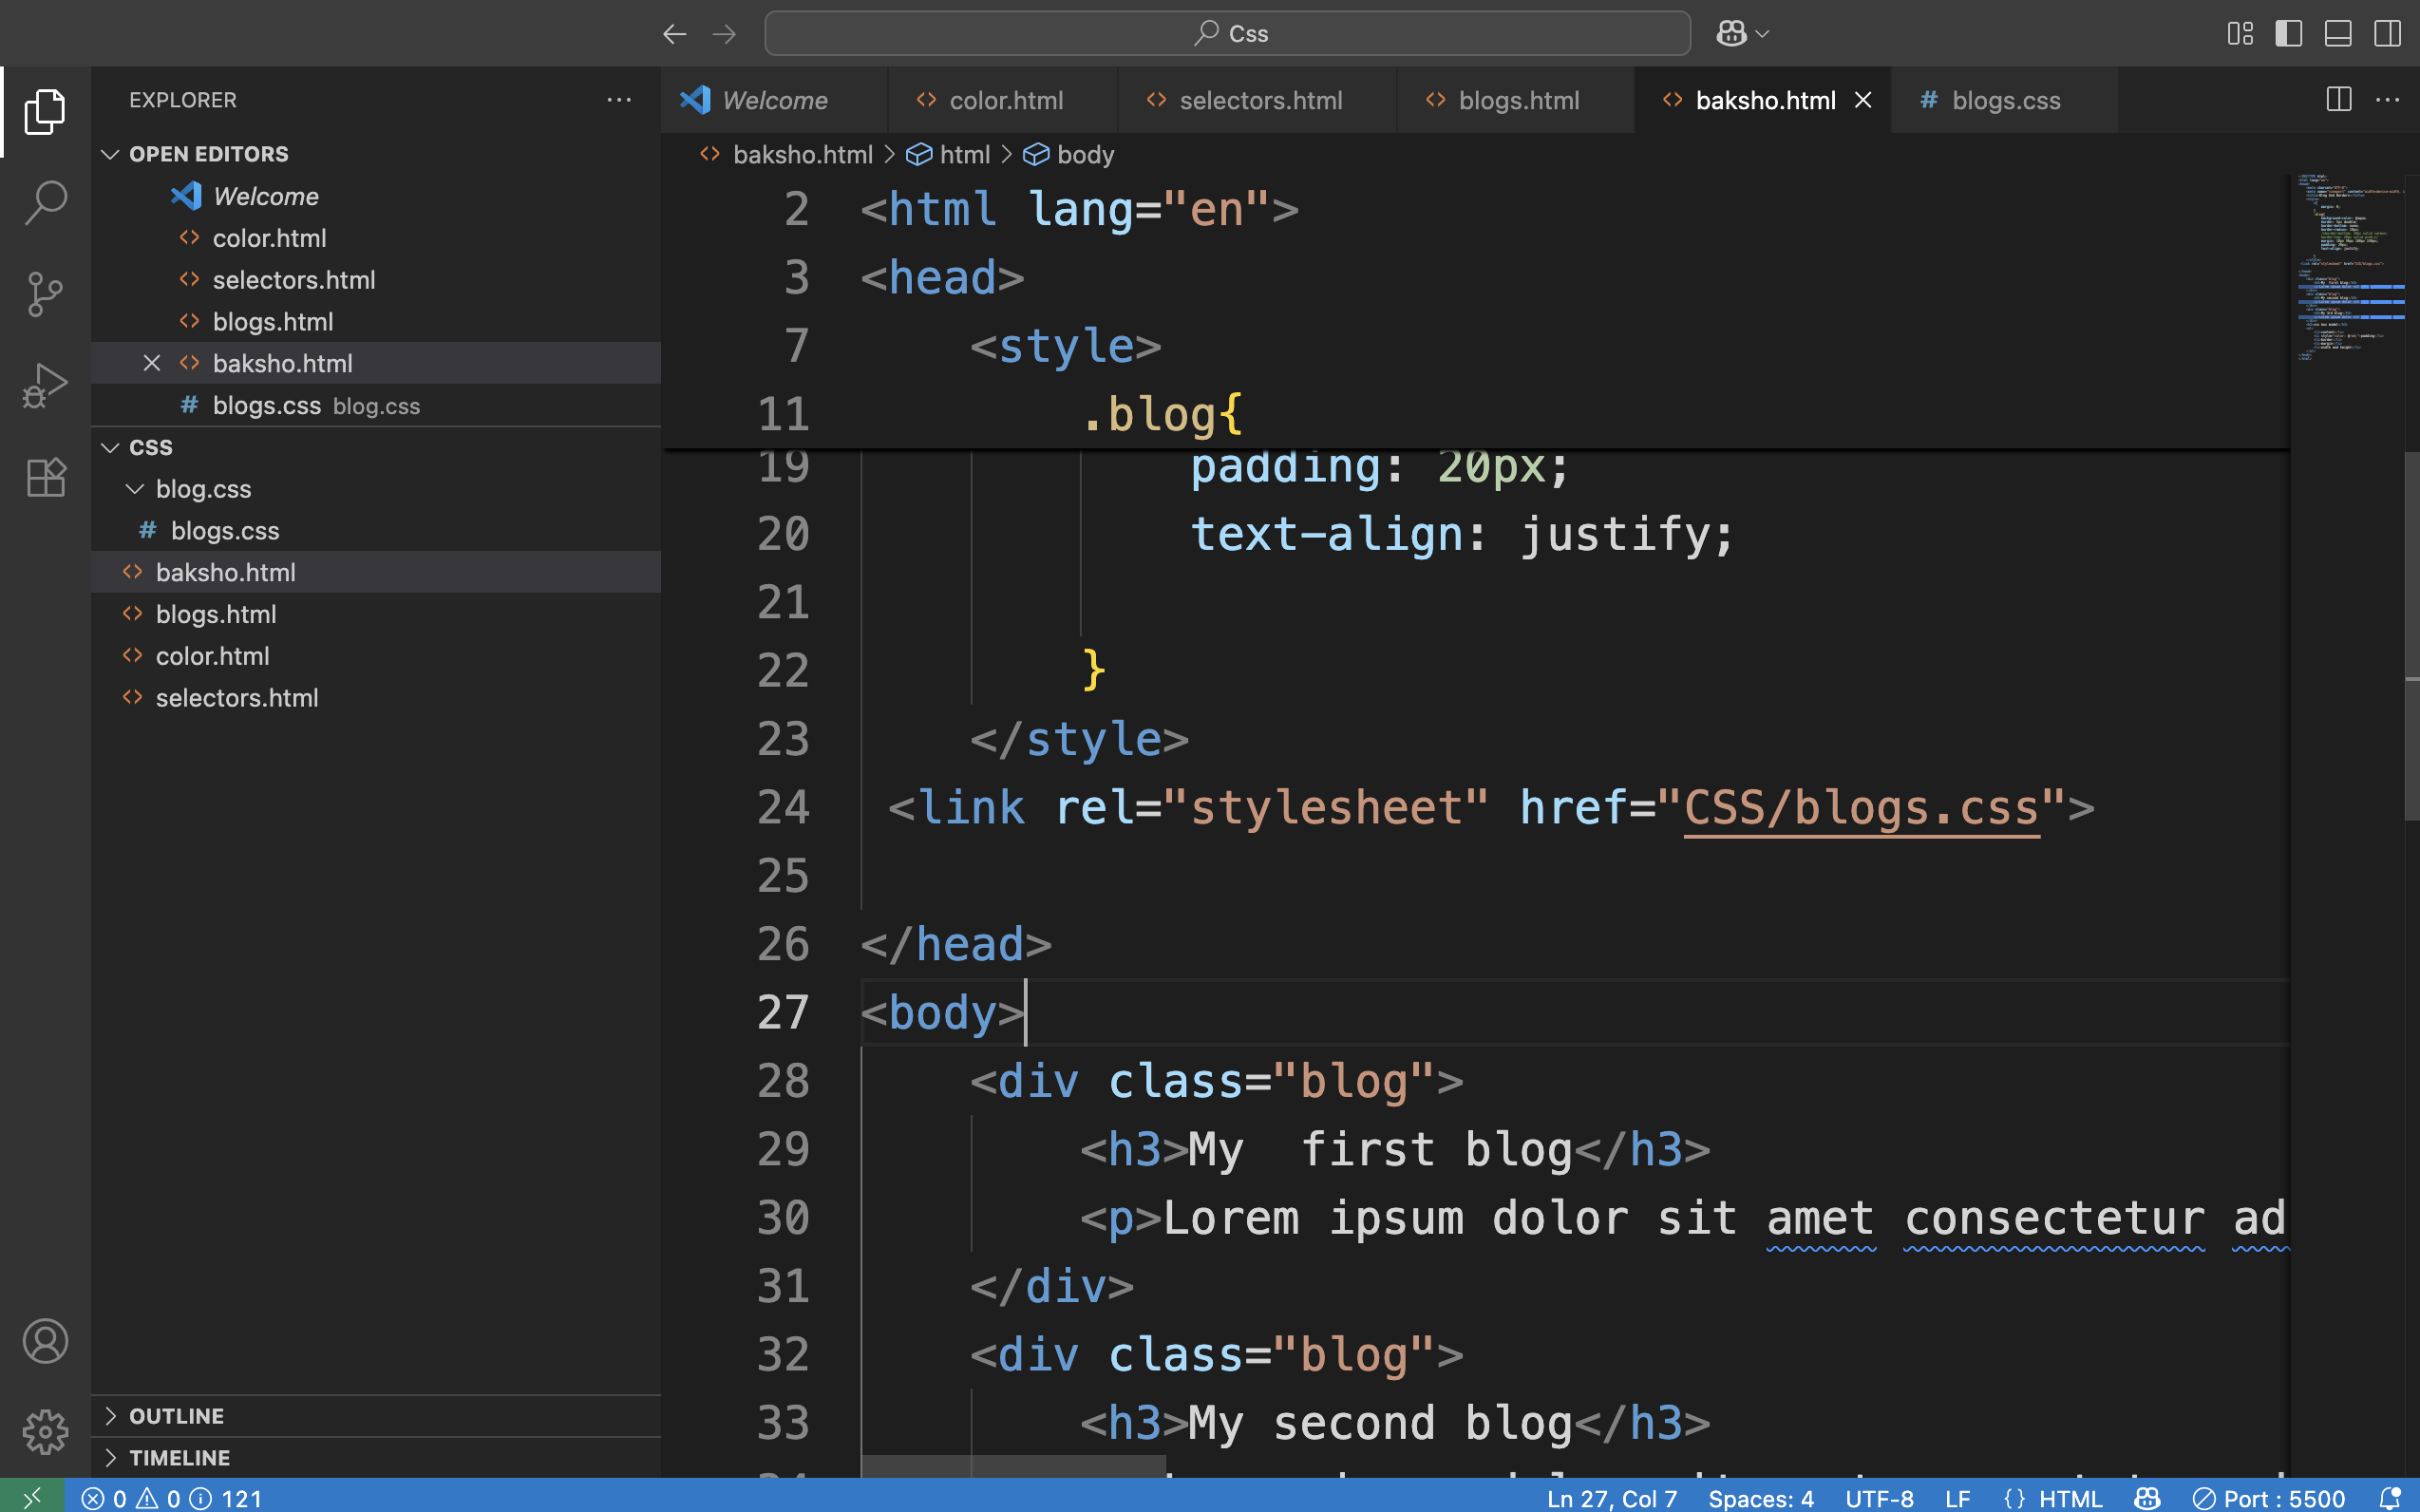 Css
EXPLORER
OPEN EDITORS
Welcome
color.html
selectors.html
blogs.html
baksho.html
blogs.css blog.css
CSS
blog.css
blogs.css
baksho.html
blogs.html
color.html
selectors.html
OUTLINE
TIMELINE
Welcome color.html selectors.html blogs.html baksho.html blogs.css
baksho.html > html > body
2 <html lang="en">
3 <head>
7 <style>
11 .blog{
19 padding: 20px;
20 text-align: justify;
21
22 }
23 </style>
24 <link rel="stylesheet" href="CSS/blogs.css">
25
26 </head>
27 <body>
28 <div class="blog">
29 <h3>My  first blog</h3>
30 <p>Lorem ipsum dolor sit amet consectetur ad
31 </div>
32 <div class="blog">
33 <h3>My second blog</h3>
0 0 121 Ln 27, Col 7 Spaces: 4 UTF-8 LF {} HTML Port : 5500